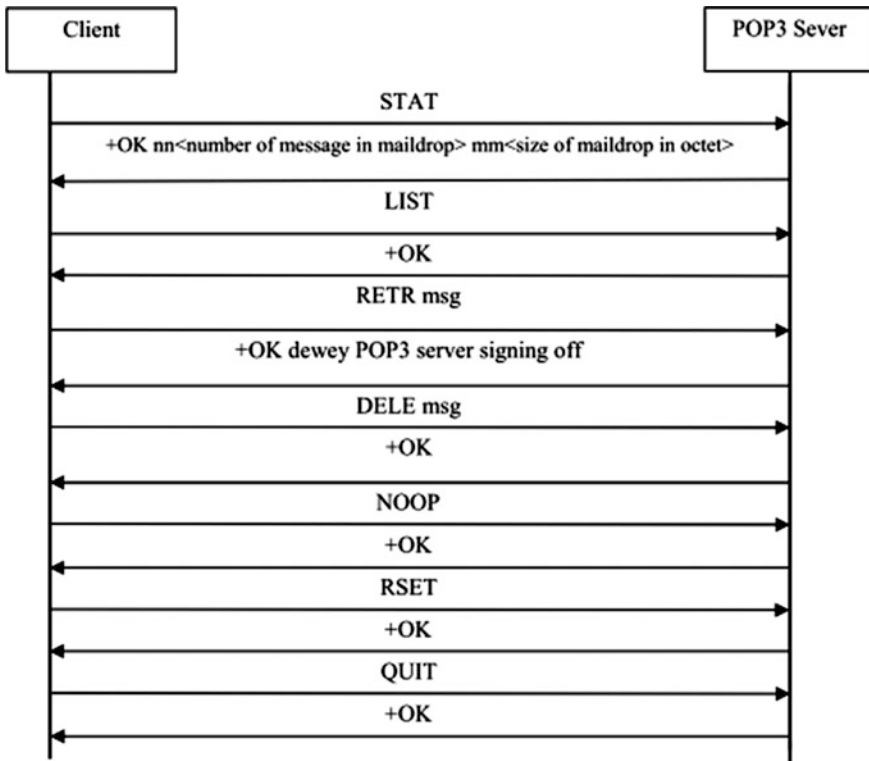 Client
POP3 Sever
STAT
+OK nn<number of message in maildrop> mm<size of maildrop in octet>
LIST
+OK
RETR msg
+OK dewey POP3 server signing off
DELE msg
+OK
NOOP
+OK
RSET
+OK
QUIT
+OK